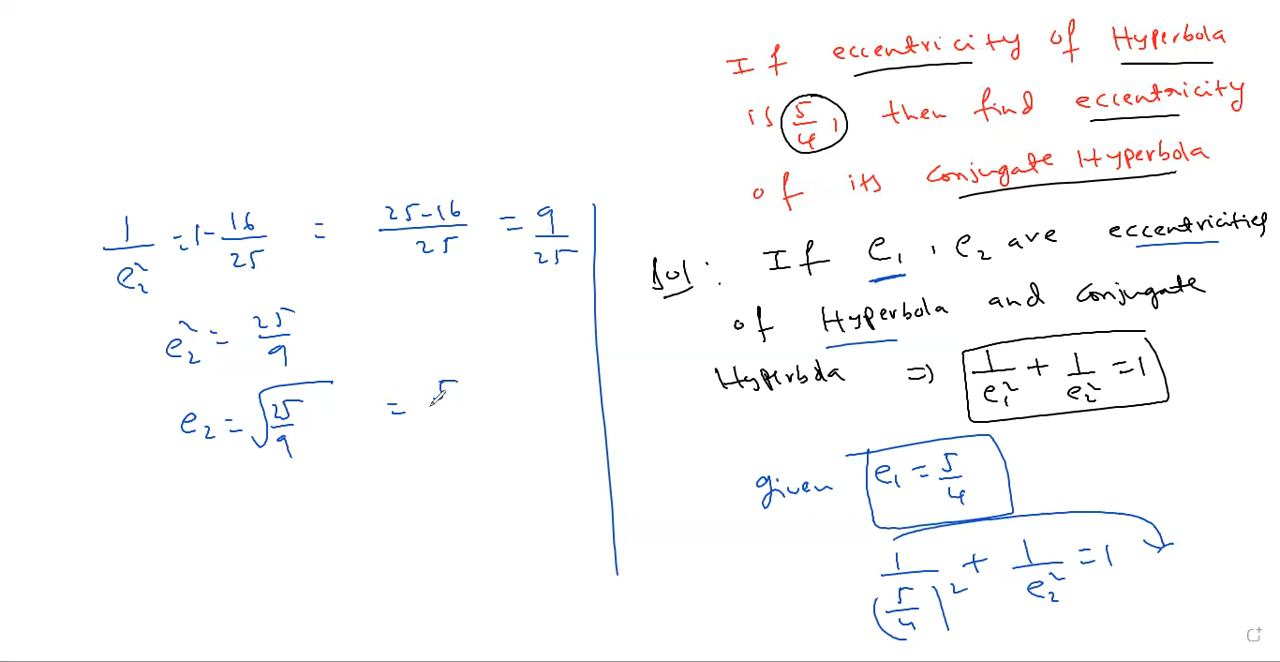 If eccentricity of Hyperbola
is 5/4, then find eccentricity
of its conjugate Hyperbola
Sol: If e₁, e₂ are eccentricities
of Hyperbola and conjugate
Hyperbola ⇒ 1/e₁² + 1/e₂² = 1
given e₁ = 5/4
1/(5/4)² + 1/e₂² = 1
1/e₂² = 1 - 16/25 = 25-16/25 = 9/25
e₂² = 25/9
e₂ = √25/9 = 5